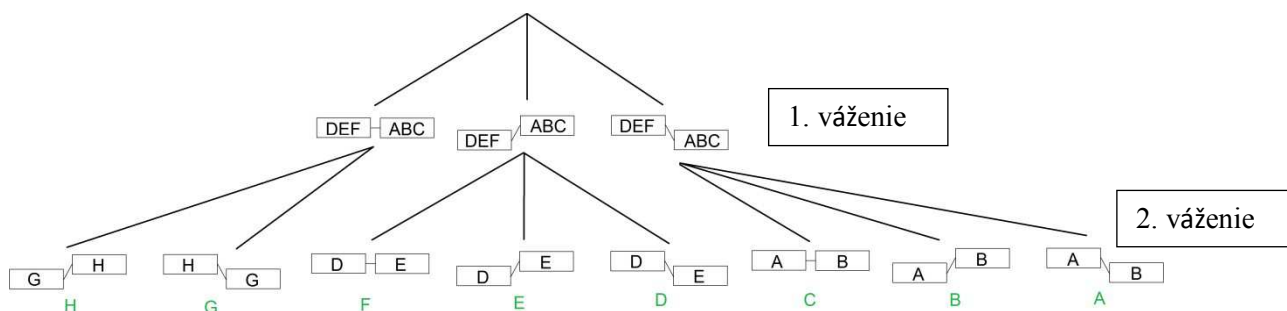 1. váženie
DEF ABC
DEF ABC
DEF ABC
2. váženie
G H
H G
D E
D E
D E
A B
A B
A B
H G F E D C B A